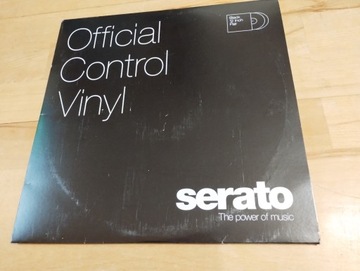 Official
Control
Vinyl
serato
The power of music